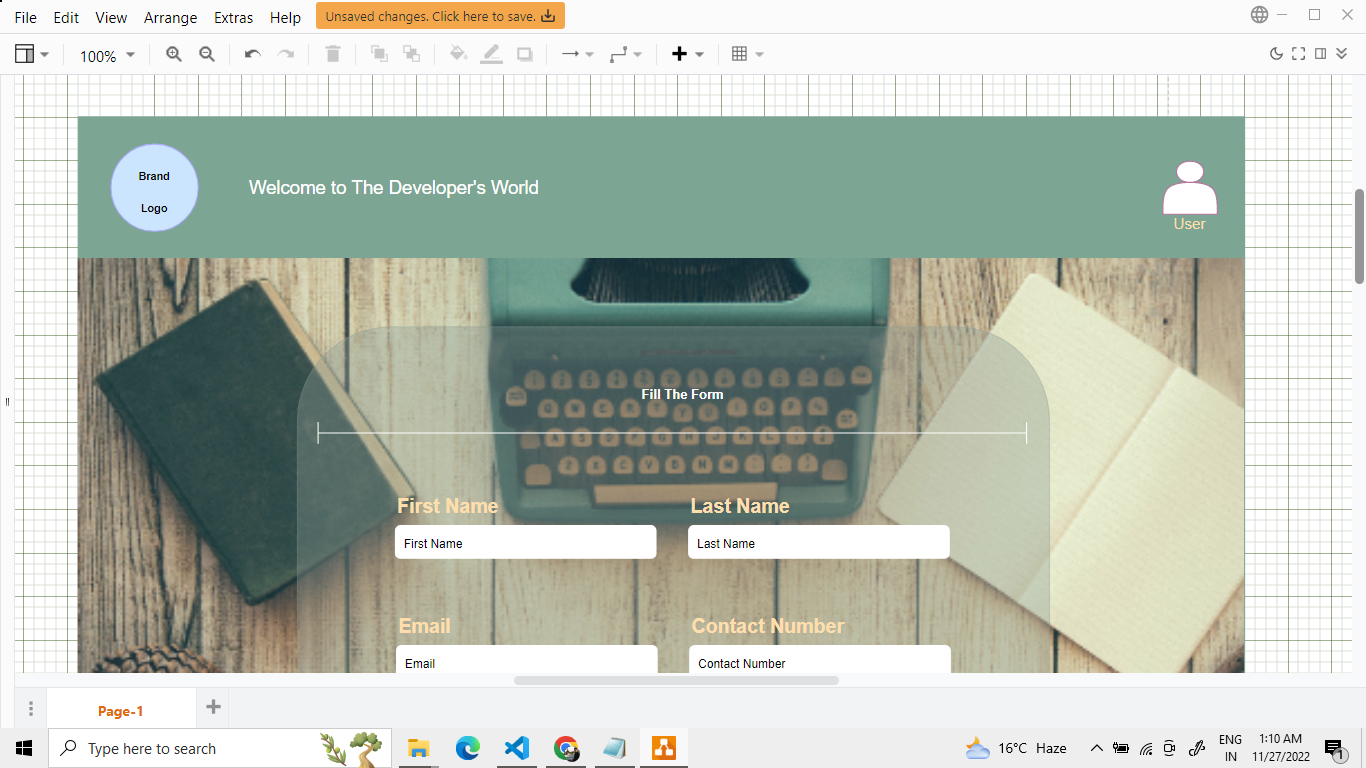 File Edit View Arrange Extras Help Unsaved changes. Click here to save.
100%
Brand
Logo
Welcome to The Developer's World
User
Fill The Form
First Name Last Name
First Name Last Name
Email Contact Number
Email Contact Number
Page-1
Type here to search
16°C Haze
ENG
IN
1:10 AM
11/27/2022
1